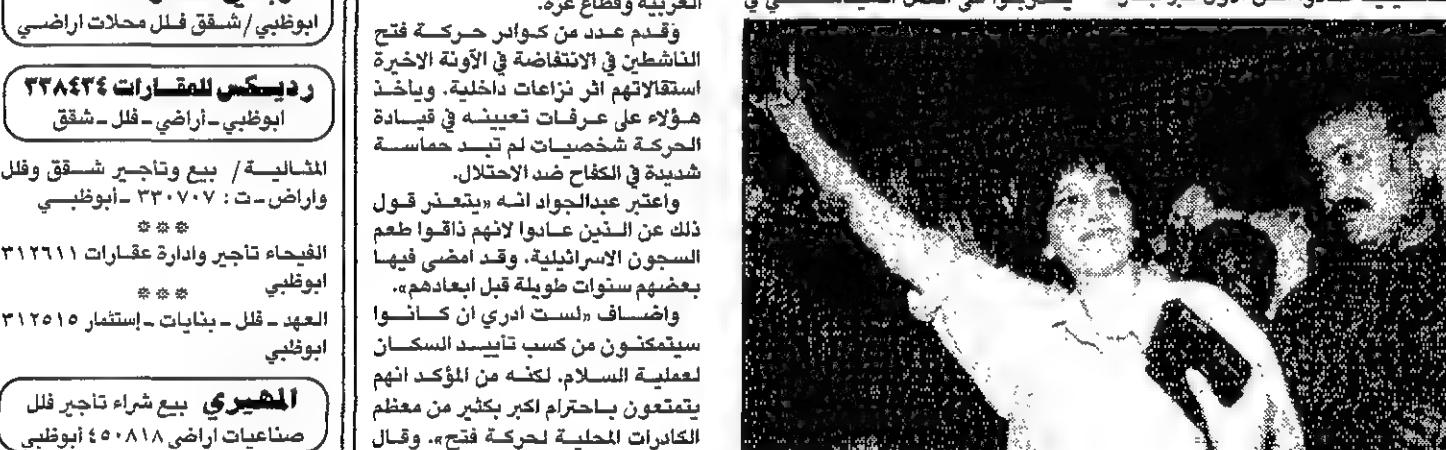 الغربية وقطاع غزة.
وقدم عدد من كوادر حركة فتح
الناشطين في الانتفاضة في الآونة الاخيرة
استقالاتهم اثر نزاعات داخلية. وياخذ
هؤلاء على عرفات تعيينه في قيادة
الحركة شخصيات لم تبد حماسة
شديدة في الكفاح ضد الاحتلال.
واعتبر عبدالجواد انه «يتعذر قول
ذلك عن الذين عادوا لانهم ذاقوا طعم
السجون الاسرائيلية. وقد امضى فيها
بعضهم سنوات طويلة قبل ابعادهم».
واضاف «لست أدري ان كانوا
سيتمكنون من كسب تأييد السكان
لعملية السلام. لكنه من المؤكد انهم
يتمتعون باحترام اكبر بكثير من معظم
الكادرات المحلية لحركة فتح». وقال
ابوظبي/شقق فلل محلات اراضي
رديكس للعقارات ٣٣٨٤٣٤
ابوظبي-أراضي-فلل-شقق
المثالية/ بيع وتأجير شقق وفلل
واراض-ت: ٣٣٠٧٠٧ -أبوظبي
***
الفيحاء تأجير وادارة عقارات ٣١٢٦١١
ابوظبي
***
العهد-فلل-بنايات-إستثمار ٣١٢٥١٥
ابوظبي
المهيري بيع شراء تاجير فلل
صناعيات اراضي ٤٥٠٨١٨ أبوظبي